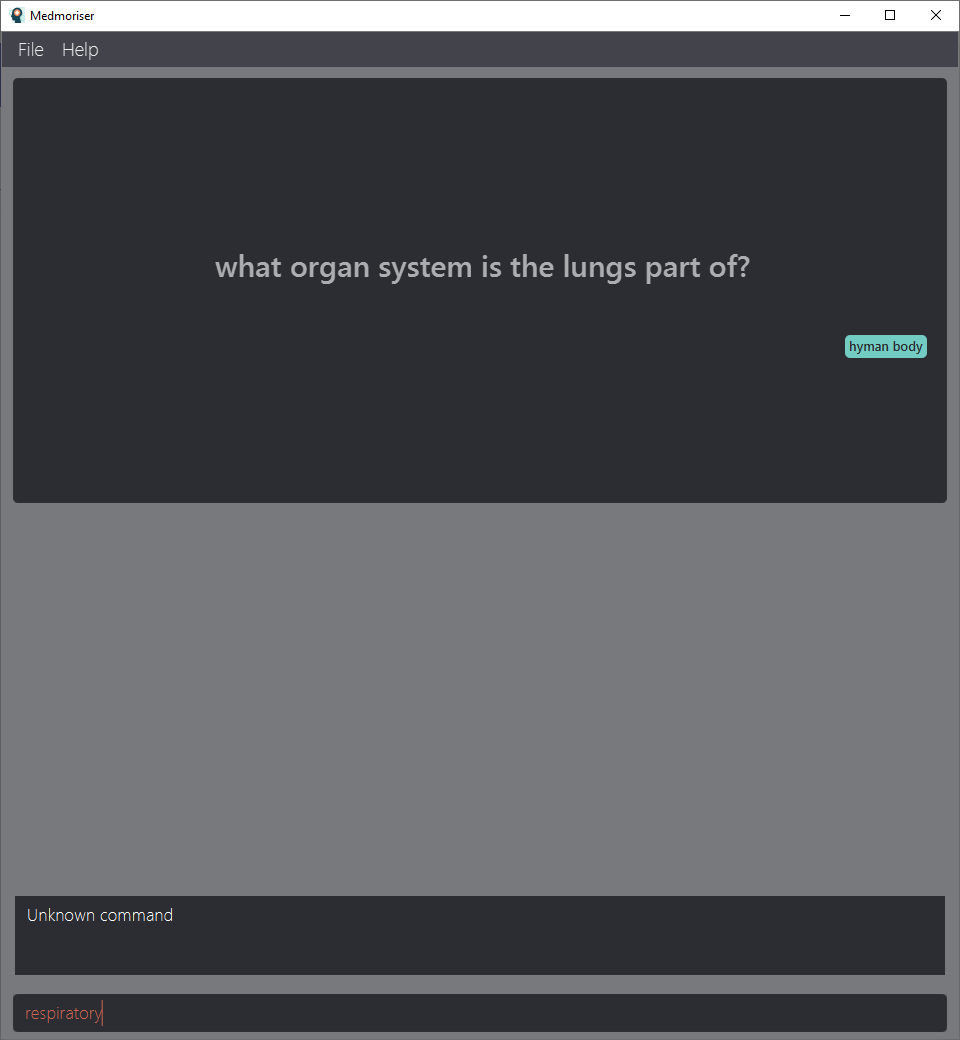 Medmoriser
File Help
what organ system is the lungs part of?
hyman body
Unknown command
respiratory